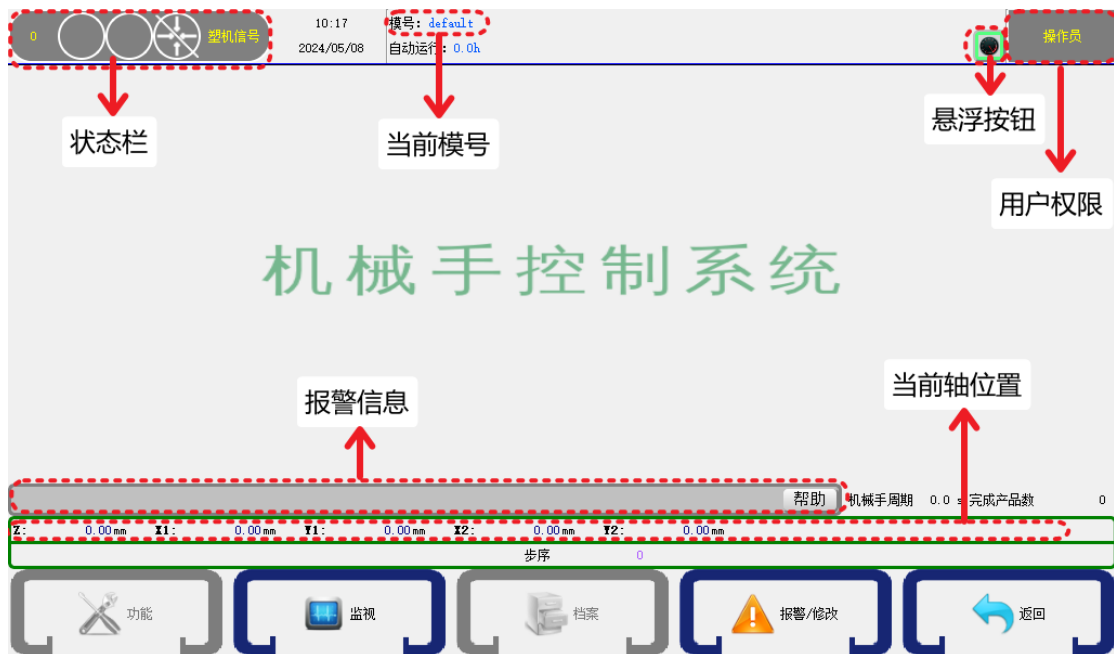 0 塑机信号 10:17 模号: default 操作员
2024/05/08 自动运行: 0.0h
状态栏 当前模号 悬浮按钮
用户权限
机械手控制系统
当前轴位置
报警信息
帮助 机械手周期 0.0 s 完成产品数 0
Z: 0.00mm X1: 0.00mm Y1: 0.00mm X2: 0.00mm Y2: 0.00mm
步序 0
功能 监视 档案 报警/修改 返回